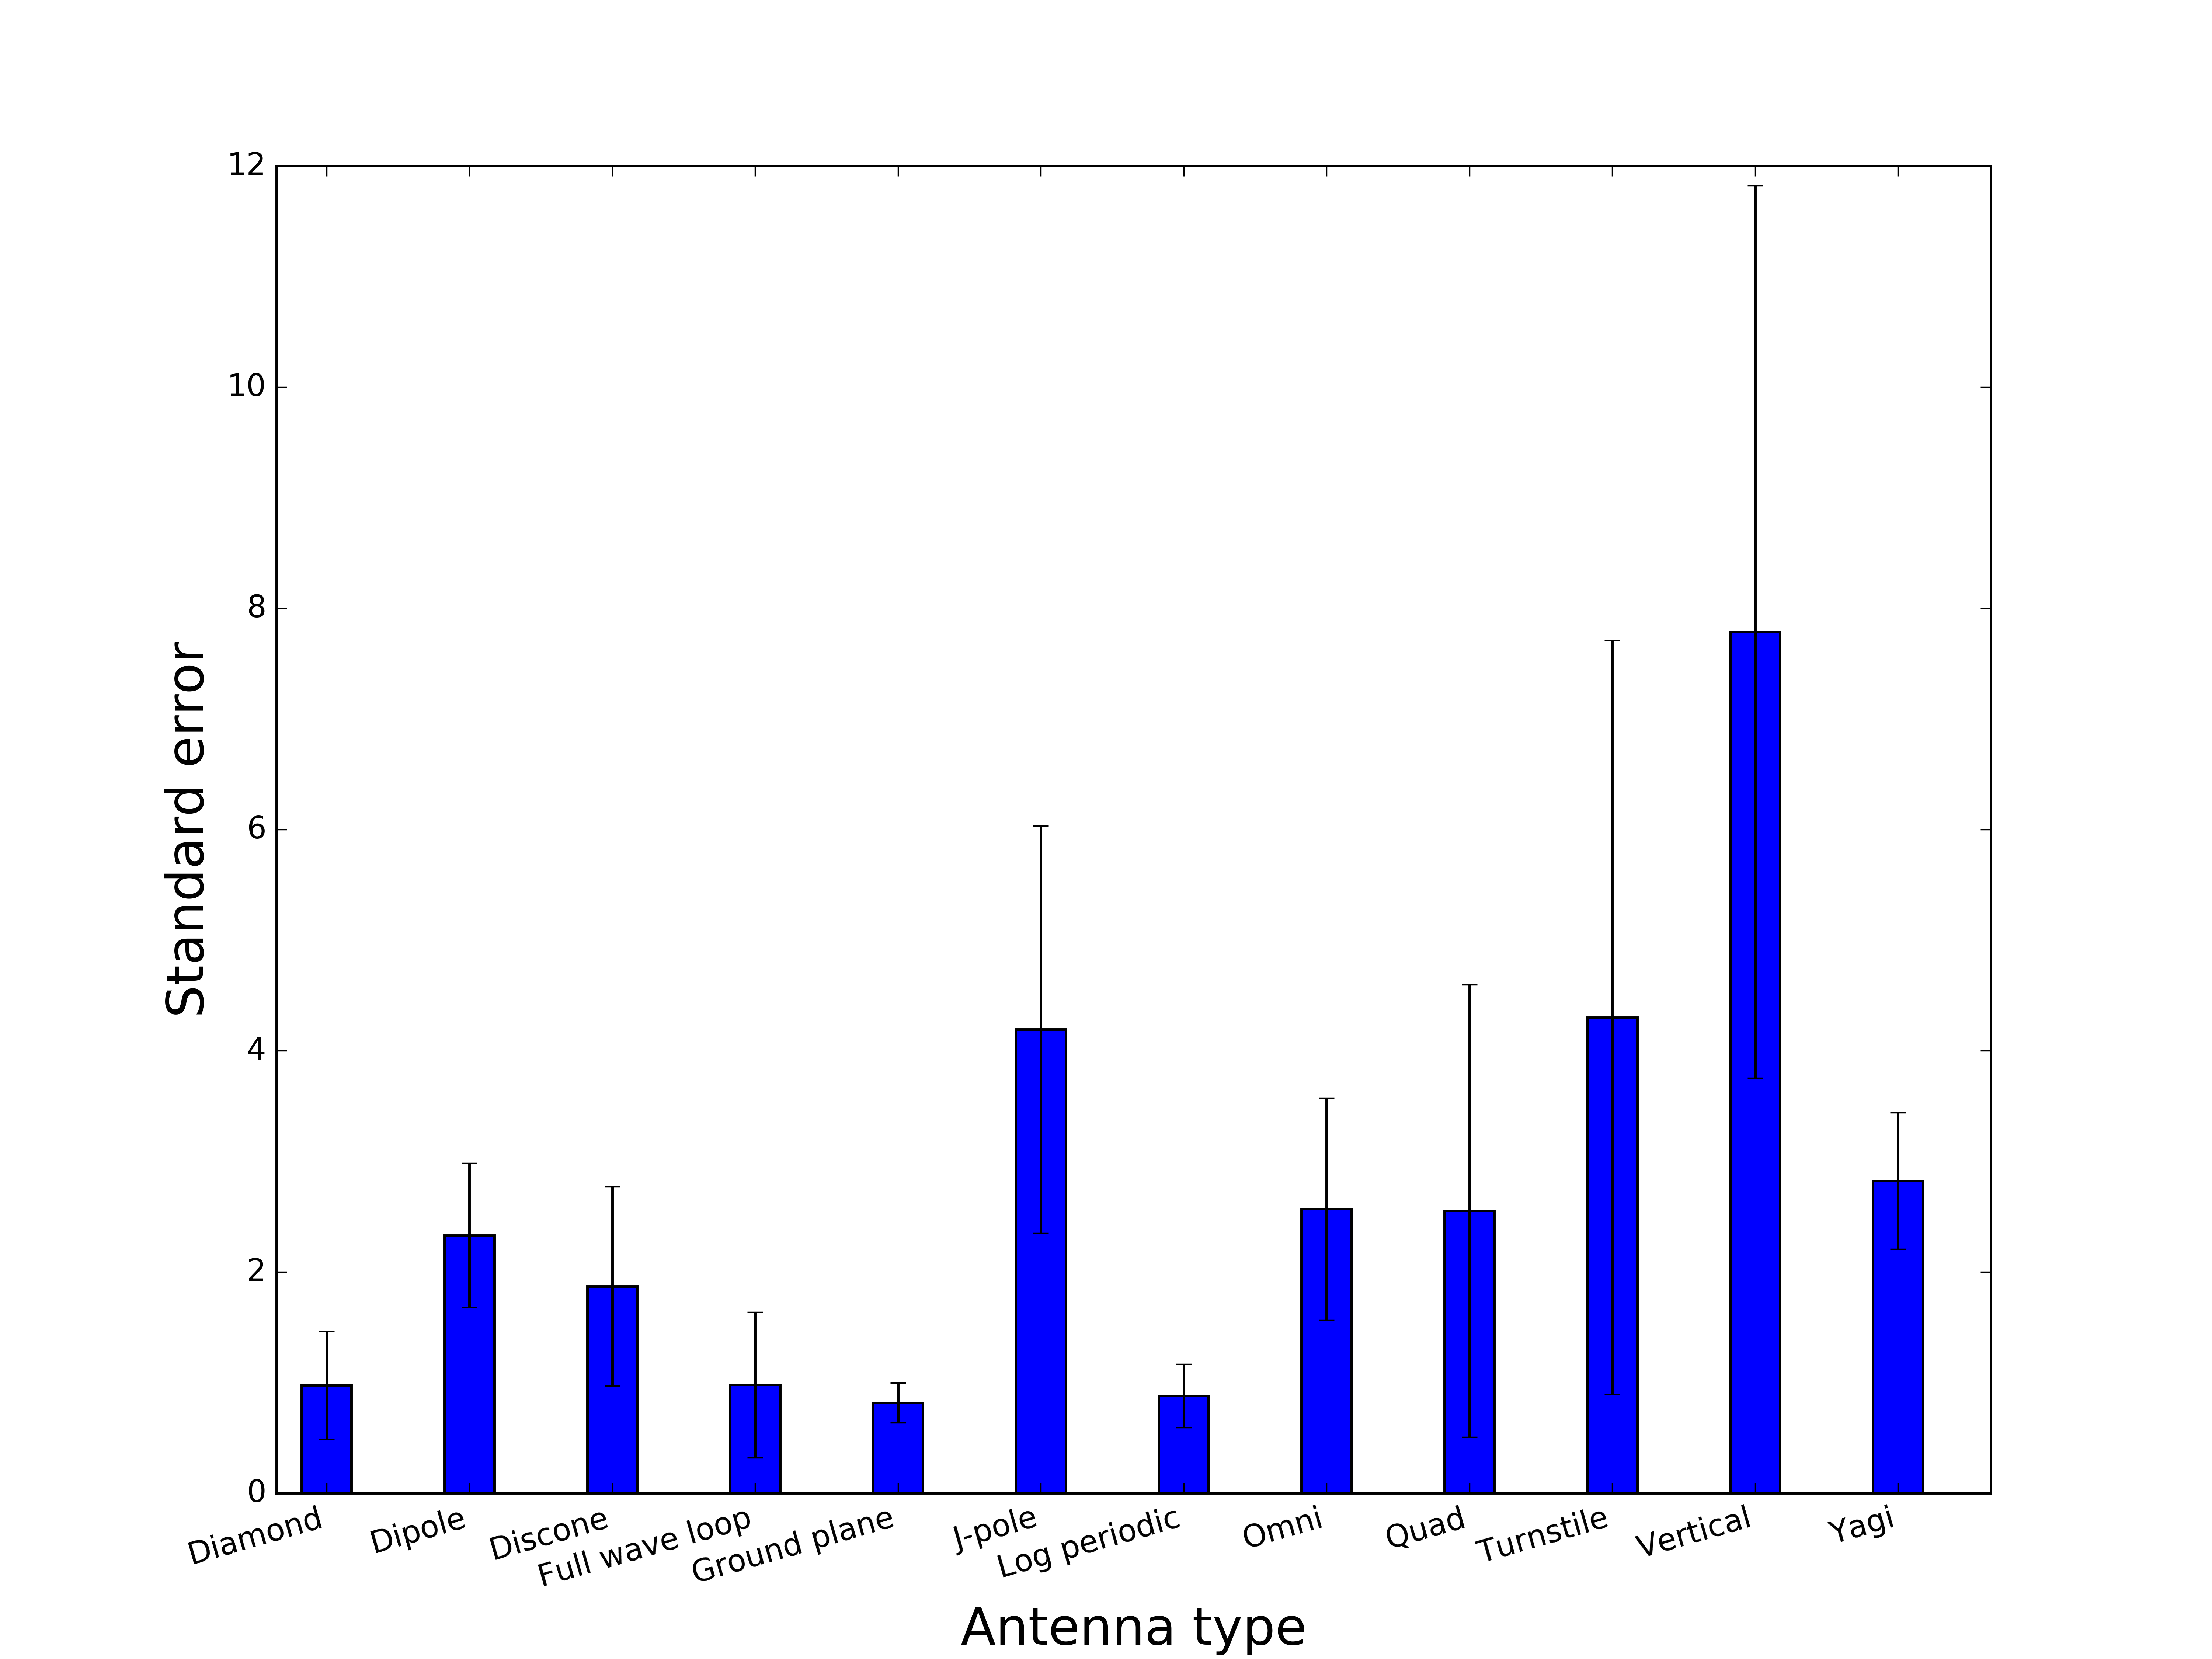 12
10
8
6
4
2
0
Standard error
Diamond
Dipole
Discone
Full wave loop
Ground plane
J-pole
Log periodic
Omni
Quad
Turnstile
Vertical
Yagi
Antenna type